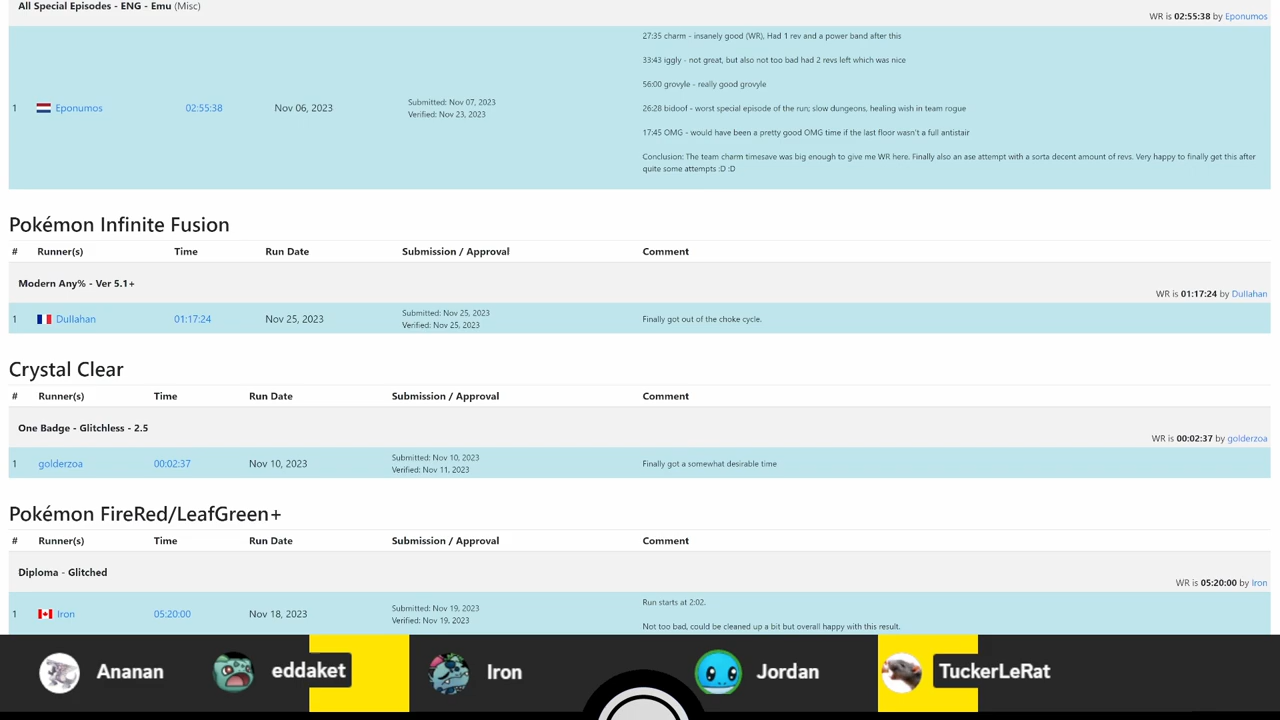 All Special Episodes - ENG - Emu (Misc)
WR is 02:55:38 by Eponumos
27:35 charm - insanely good (WR), Had 1 rev and a power band after this
33:43 iggly - not great, but also not too bad had 2 revs left which was nice
56:00 grovyle - really good grovyle
1 Eponumos 02:55:38 Nov 06, 2023 Submitted: Nov 07, 2023
Verified: Nov 23, 2023
26:28 bidoof - worst special episode of the run; slow dungeons, healing wish in team rogue
17:45 OMG - would have been a pretty good OMG time if the last floor wasn't a full antistair
Conclusion: The team charm timesave was big enough to give me WR here. Finally also an ase attempt with a sorta decent amount of revs. Very happy to finally get this after
quite some attempts :D :D
Pokémon Infinite Fusion
# Runner(s) Time Run Date Submission / Approval Comment
Modern Any% - Ver 5.1+
WR is 01:17:24 by Dullahan
1 Dullahan 01:17:24 Nov 25, 2023 Submitted: Nov 25, 2023
Verified: Nov 25, 2023
Finally got out of the choke cycle.
Crystal Clear
# Runner(s) Time Run Date Submission / Approval Comment
One Badge - Glitchless - 2.5
WR is 00:02:37 by golderzoa
1 golderzoa 00:02:37 Nov 10, 2023 Submitted: Nov 10, 2023
Verified: Nov 11, 2023
Finally got a somewhat desirable time
Pokémon FireRed/LeafGreen+
# Runner(s) Time Run Date Submission / Approval Comment
Diploma - Glitched
WR is 05:20:00 by Iron
1 Iron 05:20:00 Nov 18, 2023 Submitted: Nov 19, 2023
Verified: Nov 19, 2023
Run starts at 2:02.
Not too bad, could be cleaned up a bit but overall happy with this result.
Ananan eddaket Iron Jordan TuckerLeRat